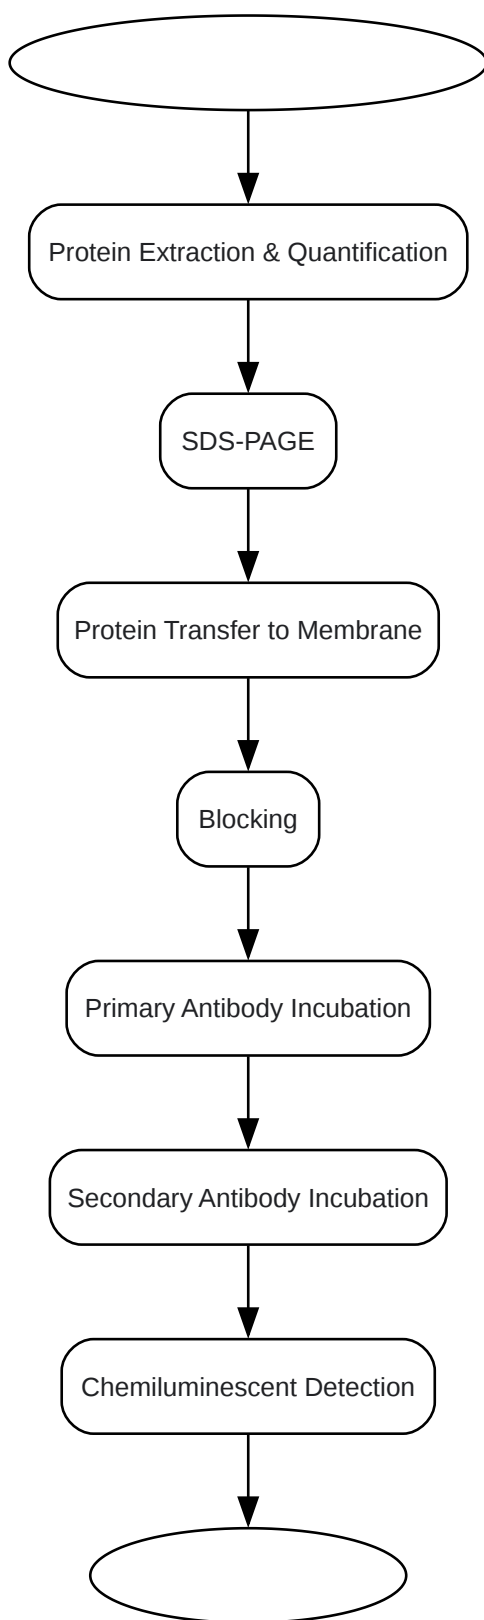 Protein Extraction & Quantification
SDS-PAGE
Protein Transfer to Membrane
Blocking
Primary Antibody Incubation
Secondary Antibody Incubation
Chemiluminescent Detection